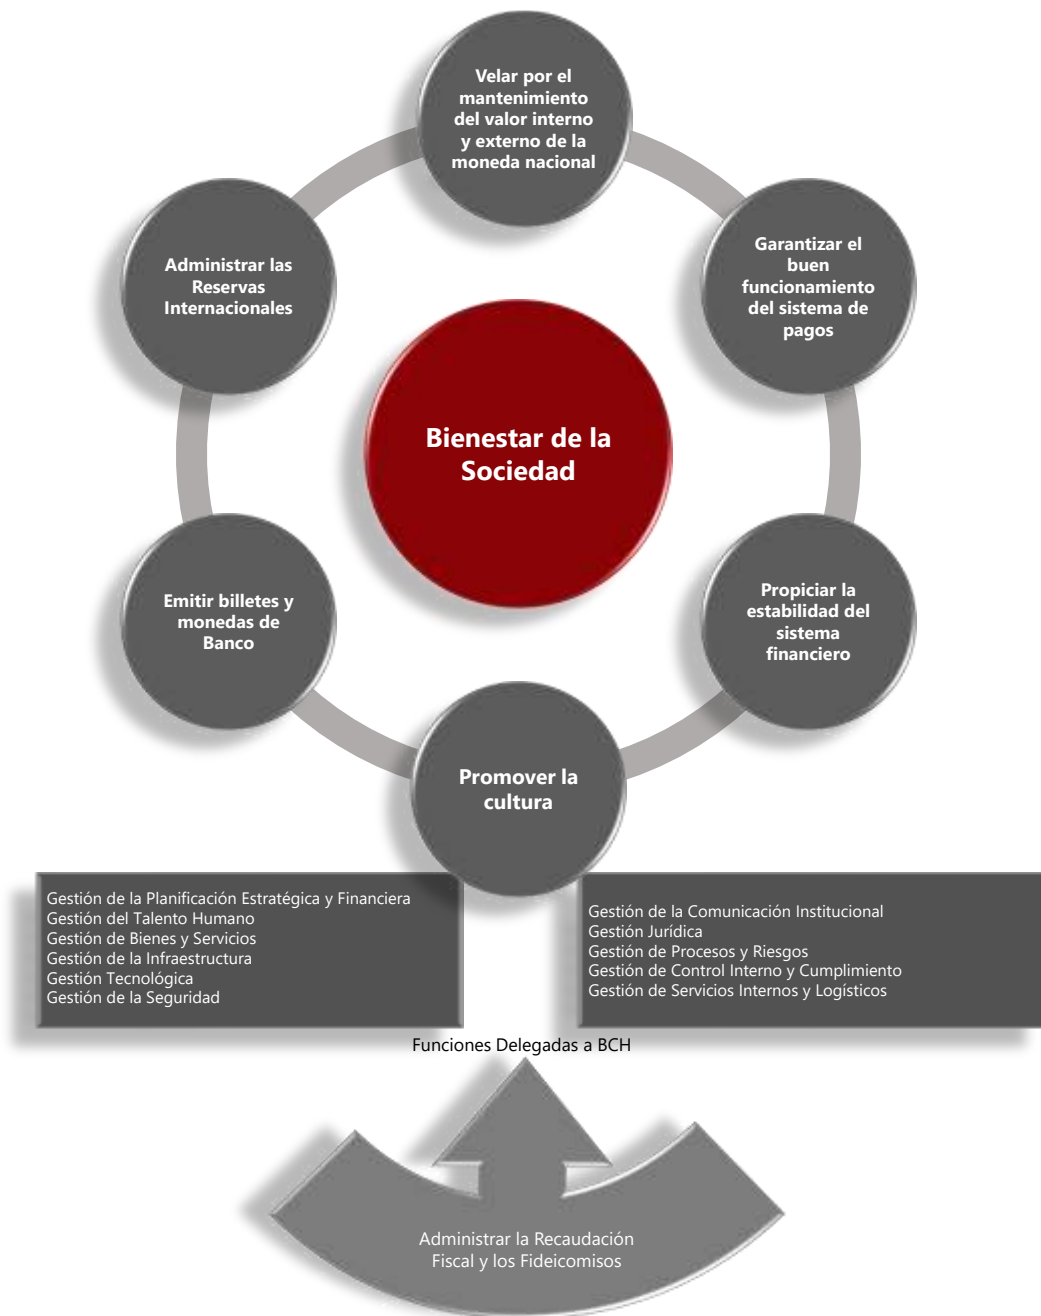 Velar por el
mantenimiento
del valor interno
y externo de la
moneda nacional
Administrar las
Reservas
Internacionales
Garantizar el
buen
funcionamiento
del sistema de
pagos
Bienestar de la
Sociedad
Emitir billetes y
monedas de
Banco
Propiciar la
estabilidad del
sistema
financiero
Promover la
cultura
Gestión de la Planificación Estratégica y Financiera
Gestión del Talento Humano
Gestión de Bienes y Servicios
Gestión de la Infraestructura
Gestión Tecnológica
Gestión de la Seguridad
Gestión de la Comunicación Institucional
Gestión Jurídica
Gestión de Procesos y Riesgos
Gestión de Control Interno y Cumplimiento
Gestión de Servicios Internos y Logísticos
Funciones Delegadas a BCH
Administrar la Recaudación
Fiscal y los Fideicomisos